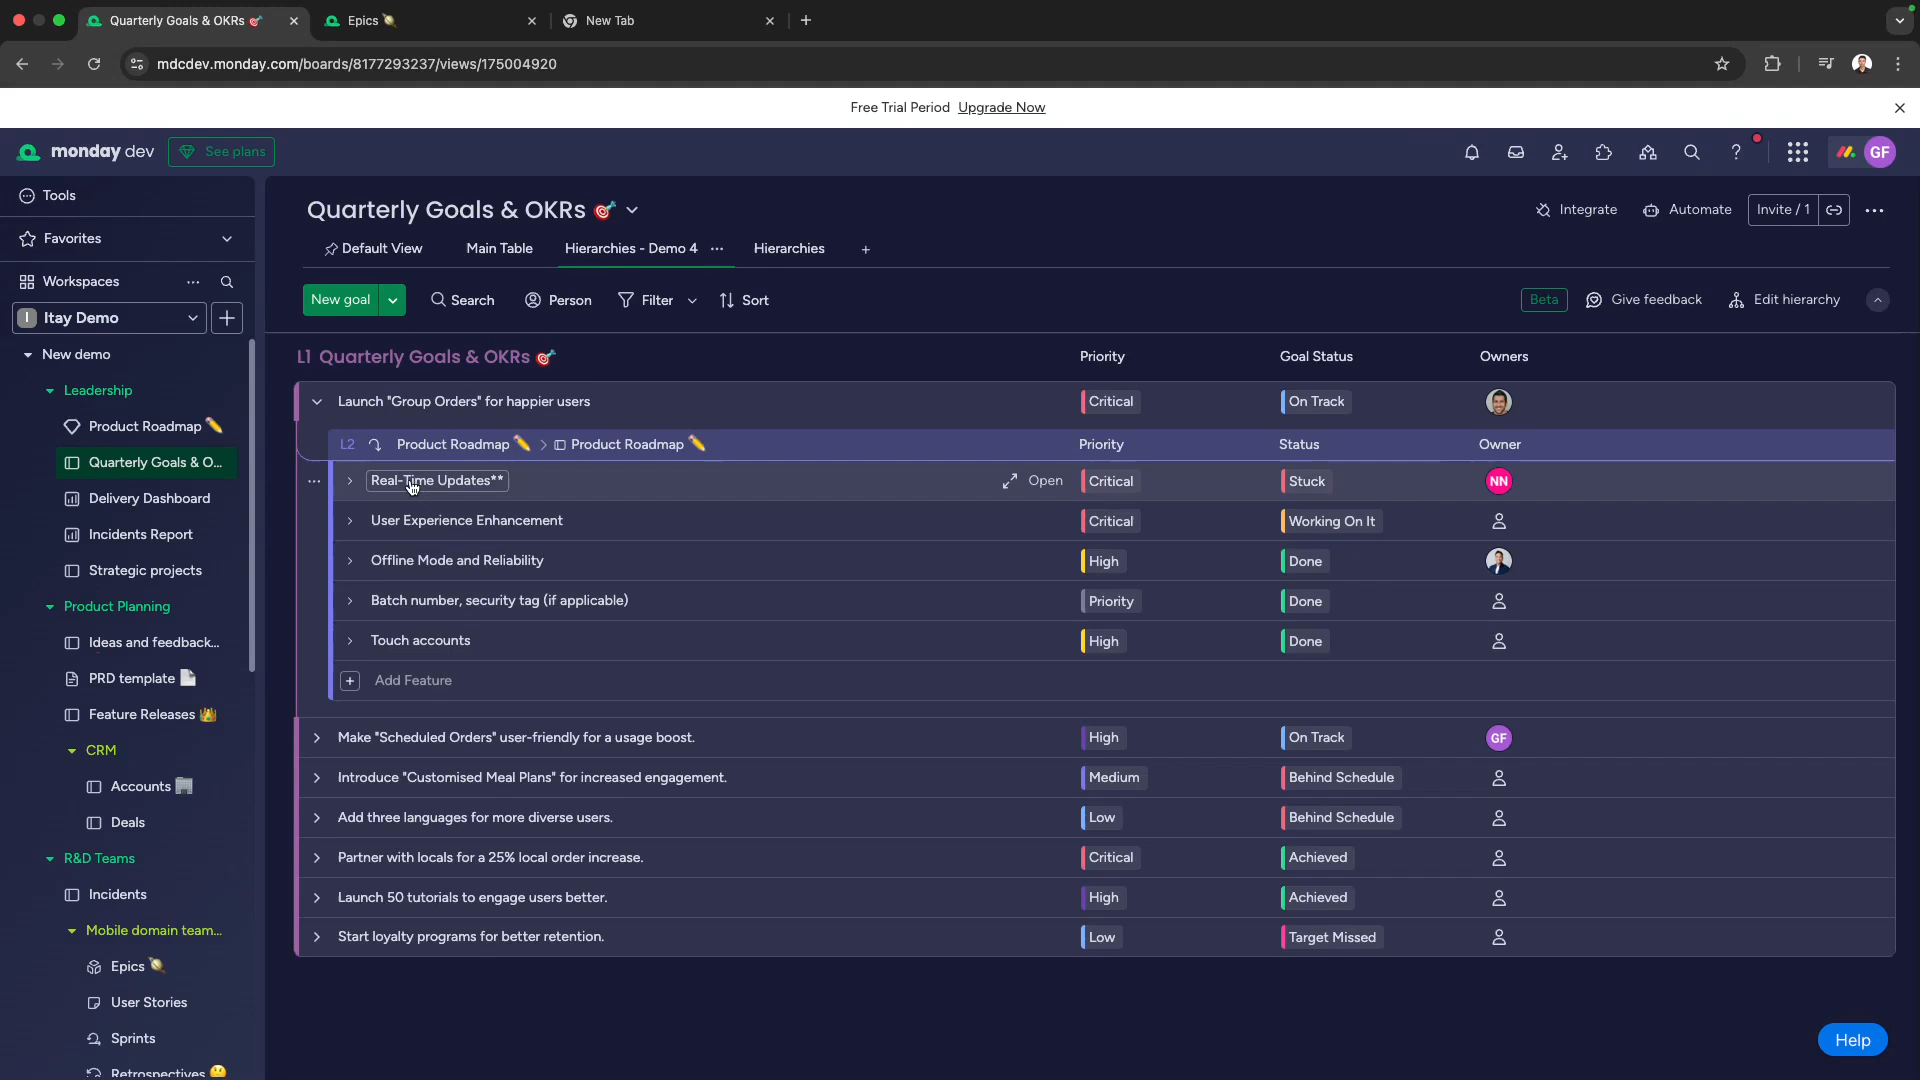 Quarterly Goals & OKRs 🎯
Epics
New Tab
mdcdev.monday.com/boards/8177293237/views/175004920
Free Trial Period Upgrade Now
monday dev
See plans
GF
Tools
Favorites
Workspaces
I Itay Demo
New demo
Leadership
Product Roadmap ✏️
Quarterly Goals & O...
Delivery Dashboard
Incidents Report
Strategic projects
Product Planning
Ideas and feedback...
PRD template 📄
Feature Releases 👑
CRM
Accounts 🏢
Deals
R&D Teams
Incidents
Mobile domain team...
Epics
User Stories
Sprints
Retrospectives
Quarterly Goals & OKRs 🎯
Integrate
Automate
Invite / 1
Default View
Main Table
Hierarchies - Demo 4
Hierarchies
New goal
Search
Person
Filter
Sort
Beta
Give feedback
Edit hierarchy
L1 Quarterly Goals & OKRs 🎯 Priority Goal Status Owners
Launch "Group Orders" for happier users Critical On Track
L2 Product Roadmap ✏️ > Product Roadmap ✏️ Priority Status Owner
Real-Time Updates** Open Critical Stuck NN
User Experience Enhancement Critical Working On It
Offline Mode and Reliability High Done
Batch number, security tag (if applicable) Priority Done
Touch accounts High Done
Add Feature
Make "Scheduled Orders" user-friendly for a usage boost. High On Track GF
Introduce "Customised Meal Plans" for increased engagement. Medium Behind Schedule
Add three languages for more diverse users. Low Behind Schedule
Partner with locals for a 25% local order increase. Critical Achieved
Launch 50 tutorials to engage users better. High Achieved
Start loyalty programs for better retention. Low Target Missed
Help